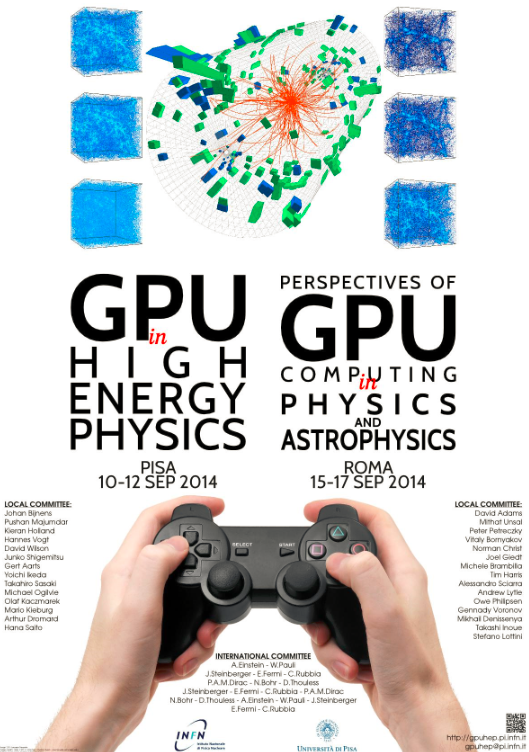 GPU
in
HIGH
ENERGY
PHYSICS
PISA
10-12 SEP 2014
PERSPECTIVES OF
GPU
COMPUTING
in
PHYSICS
AND
ASTROPHYSICS
ROMA
15-17 SEP 2014
LOCAL COMMITTEE:
Johan Bijnens
Pushan Majumdar
Kieran Holland
Hannes Vogt
David Wilson
Junko Shigemitsu
Gert Aarts
Yoichi Ikeda
Takahiro Sasaki
Michael Ogilvie
Olaf Kaczmarek
Mario Kieburg
Arthur Dromard
Hana Saito
LOCAL COMMITTEE:
David Adams
Mithat Unsal
Peter Petreczky
Vitaly Bornyakov
Norman Christ
Joel Giedt
Michele Brambilla
Tim Harris
Alessandro Sciarra
Andrew Lytle
Owe Philipsen
Gennady Voronov
Mikhail Denissenya
Takashi Inoue
Stefano Lottini
SELECT
START
INTERNATIONAL COMMITTEE
A.Einstein - W.Pauli
J.Steinberger - E.Fermi - C.Rubbia
P.A.M.Dirac - N.Bohr - D.Thouless
J.Steinberger - E.Fermi - C.Rubbia - P.A.M.Dirac
N.Bohr - D.Thouless - A.Einstein - W.Pauli - J.Steinberger
E.Fermi - C.Rubbia
INFN
Istituto Nazionale
di Fisica Nucleare
UNIVERSITÀ DI PISA
http://gpuhep.pi.infn.it
gpuhep@pi.infn.it